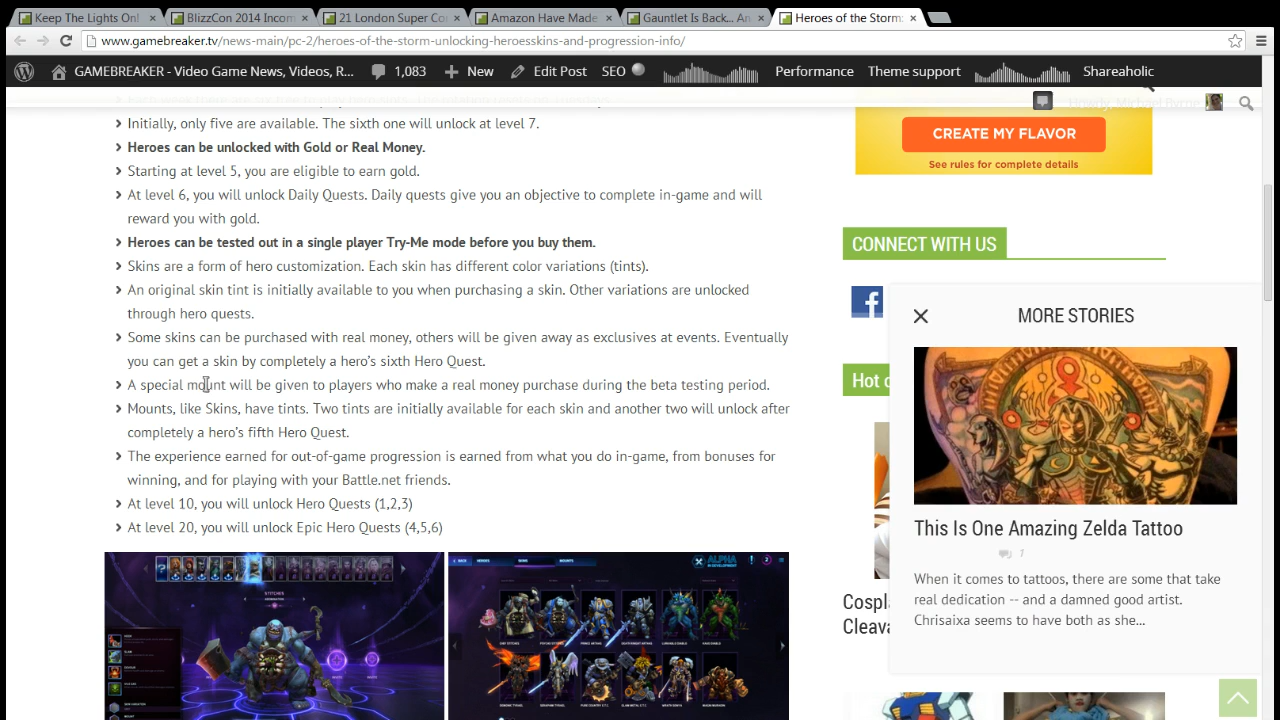 Keep The Lights On!
BlizzCon 2014 Incom
21 London Super Co
Amazon Have Made
Gauntlet Is Back... An
Heroes of the Storm:
www.gamebreaker.tv/news-main/pc-2/heroes-of-the-storm-unlocking-heroesskins-and-progression-info/
GAMEBREAKER - Video Game News, Videos, R...
1,083
New
Edit Post
SEO
Performance
Theme support
Shareaholic
Howdy, Michael Byrne
Initially, only five are available. The sixth one will unlock at level 7.
Heroes can be unlocked with Gold or Real Money.
Starting at level 5, you are eligible to earn gold.
At level 6, you will unlock Daily Quests. Daily quests give you an objective to complete in-game and will
reward you with gold.
Heroes can be tested out in a single player Try-Me mode before you buy them.
Skins are a form of hero customization. Each skin has different color variations (tints).
An original skin tint is initially available to you when purchasing a skin. Other variations are unlocked
through hero quests.
Some skins can be purchased with real money, others will be given away as exclusives at events. Eventually
you can get a skin by completely a hero's sixth Hero Quest.
A special mount will be given to players who make a real money purchase during the beta testing period.
Mounts, like Skins, have tints. Two tints are initially available for each skin and another two will unlock after
completely a hero's fifth Hero Quest.
The experience earned for out-of-game progression is earned from what you do in-game, from bonuses for
winning, and for playing with your Battle.net friends.
At level 10, you will unlock Hero Quests (1,2,3)
At level 20, you will unlock Epic Hero Quests (4,5,6)
STITCHES
HEROES
SKINS
MOUNTS
ALPHA
CREATE MY FLAVOR
See rules for complete details
CONNECT WITH US
Hot
Cospl
Cleava
MORE STORIES
This Is One Amazing Zelda Tattoo
1
When it comes to tattoos, there are some that take
real dedication -- and a damned good artist.
Chrisaixa seems to have both as she...